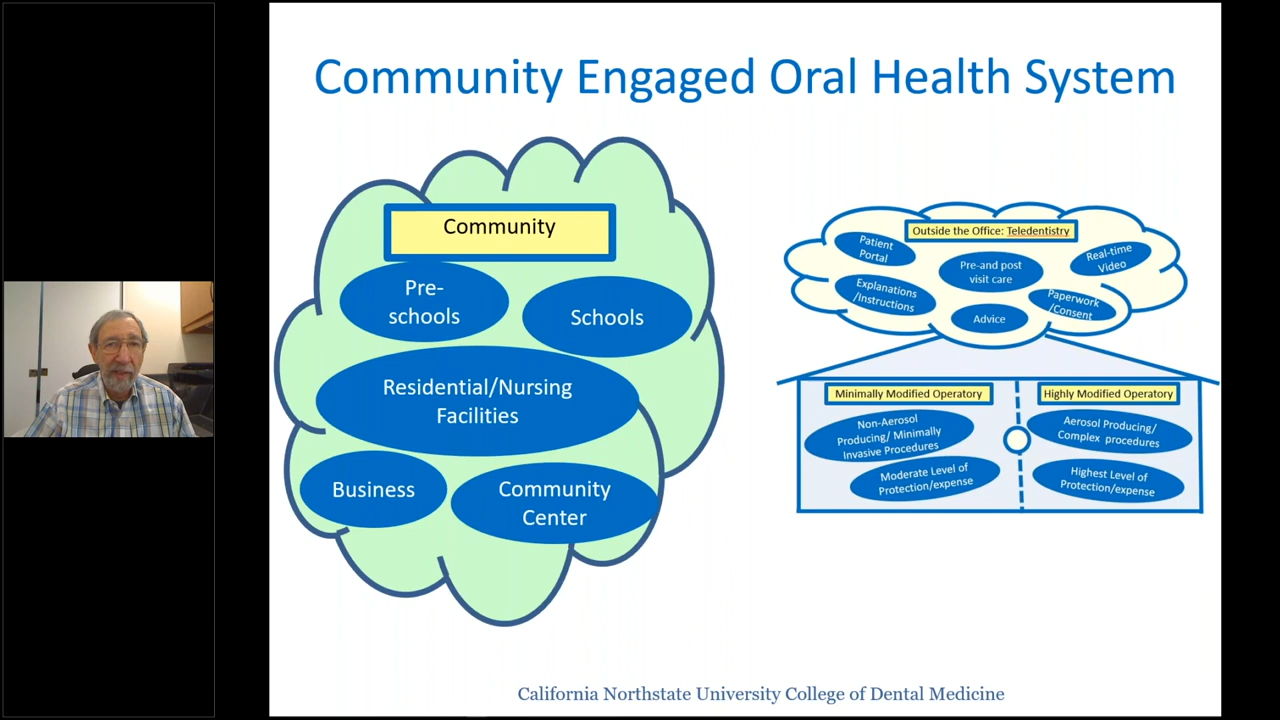 Community Engaged Oral Health System
Community
Pre-
schools
Schools
Residential/Nursing
Facilities
Business
Community
Center
Outside the Office: Teledentistry
Patient
Portal
Pre-and post
visit care
Real-time
Video
Explanations
/Instructions
Advice
Paperwork
/Consent
Minimally Modified Operatory
Non-Aerosol
Producing/ Minimally
Invasive Procedures
Moderate Level of
Protection/expense
Highly Modified Operatory
Aerosol Producing/
Complex procedures
Highest Level of
Protection/expense
California Northstate University College of Dental Medicine